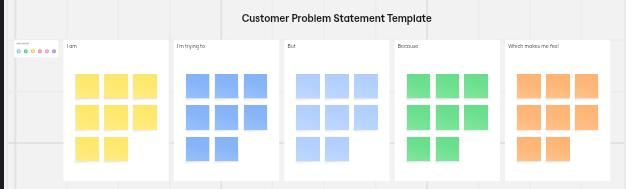 Customer Problem Statement Template
I am
I'm trying to
But
Because
Which makes me feel